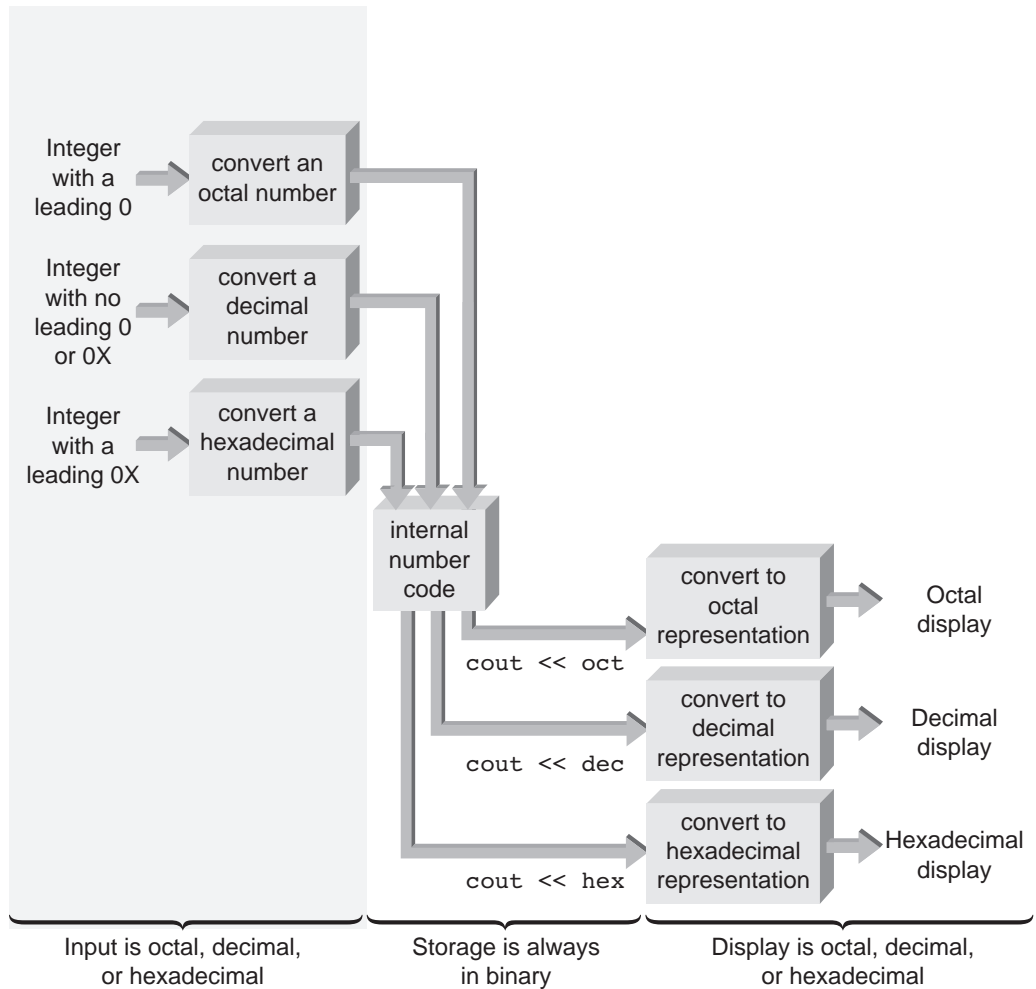 Integer
with a
leading 0
convert an
octal number
Integer
with no
leading 0
or 0X
convert a
decimal
number
Integer
with a
leading 0X
convert a
hexadecimal
number
internal
number
code
cout << oct
convert to
octal
representation
Octal
display
cout << dec
convert to
decimal
representation
Decimal
display
cout << hex
convert to
hexadecimal
representation
Hexadecimal
display
Input is octal, decimal,
or hexadecimal
Storage is always
in binary
Display is octal, decimal,
or hexadecimal